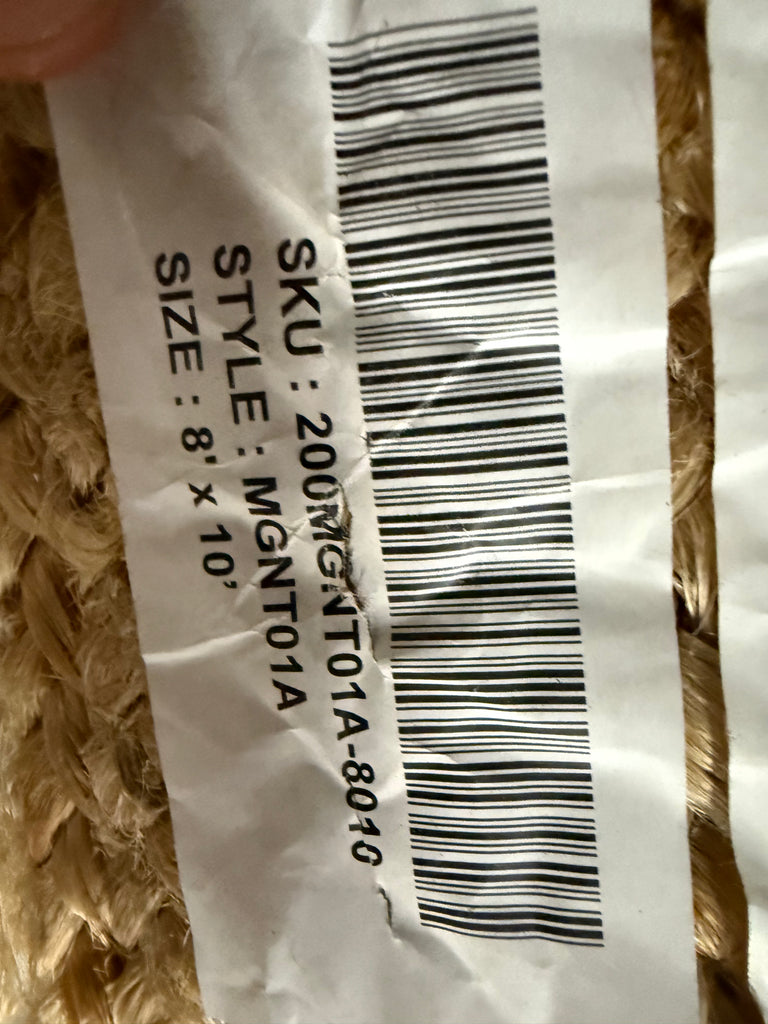 SKU : 200MGNT01A-8010
STYLE : MGNT01A
SIZE : 8' x 10'